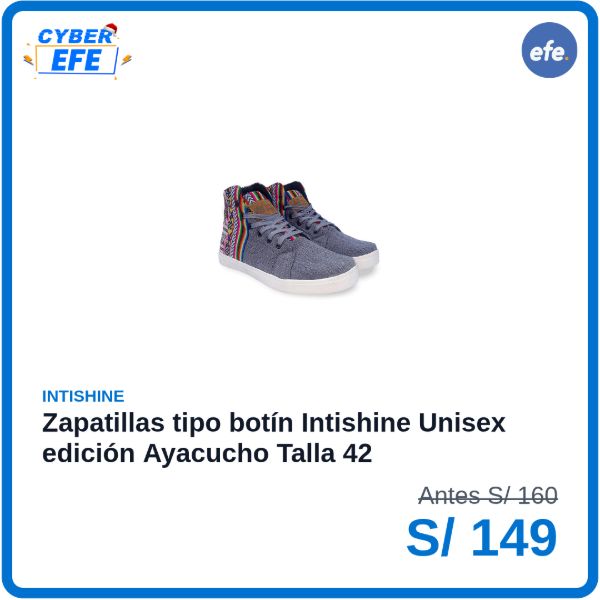 CYBER
EFE
efe.
INTISHINE
Zapatillas tipo botín Intishine Unisex
edición Ayacucho Talla 42
Antes S/ 160
S/ 149